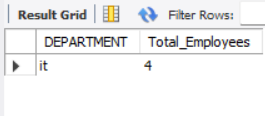 Result Grid Filter Rows:
DEPARTMENT Total_Employees
it 4